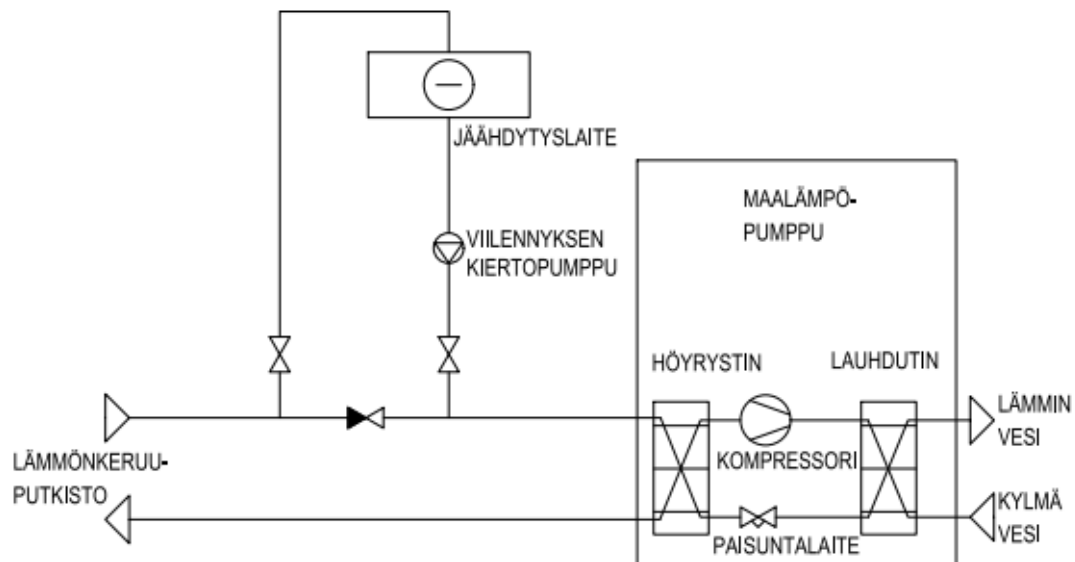 JÄÄHDYTYSLAITE
MAALÄMPÖ-
PUMPPU
VIILENNYKSEN
KIERTOPUMPPU
HÖYRYSTIN
LAUHDUTIN
LÄMMIN
VESI
LÄMMÖNKERUU-
PUTKISTO
KOMPRESSORI
KYLMÄ
VESI
PAISUNTALAITE